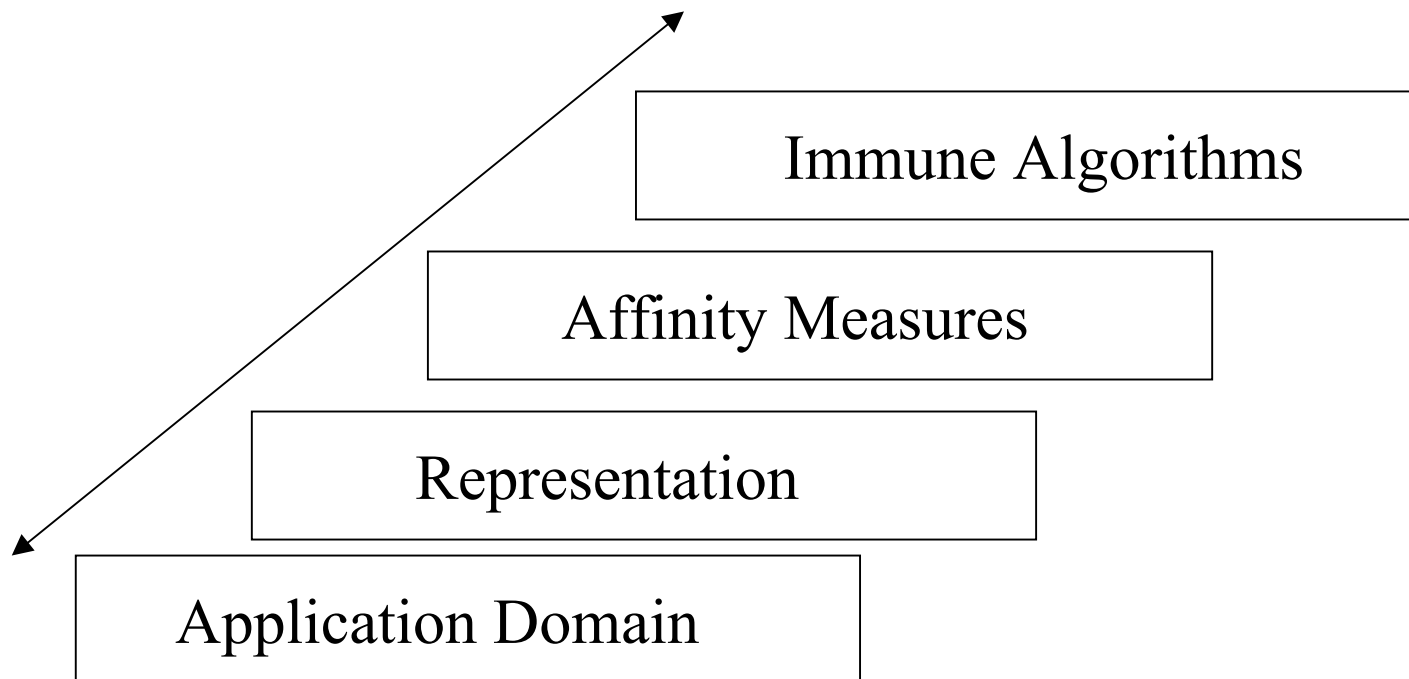 Immune Algorithms
Affinity Measures
Representation
Application Domain